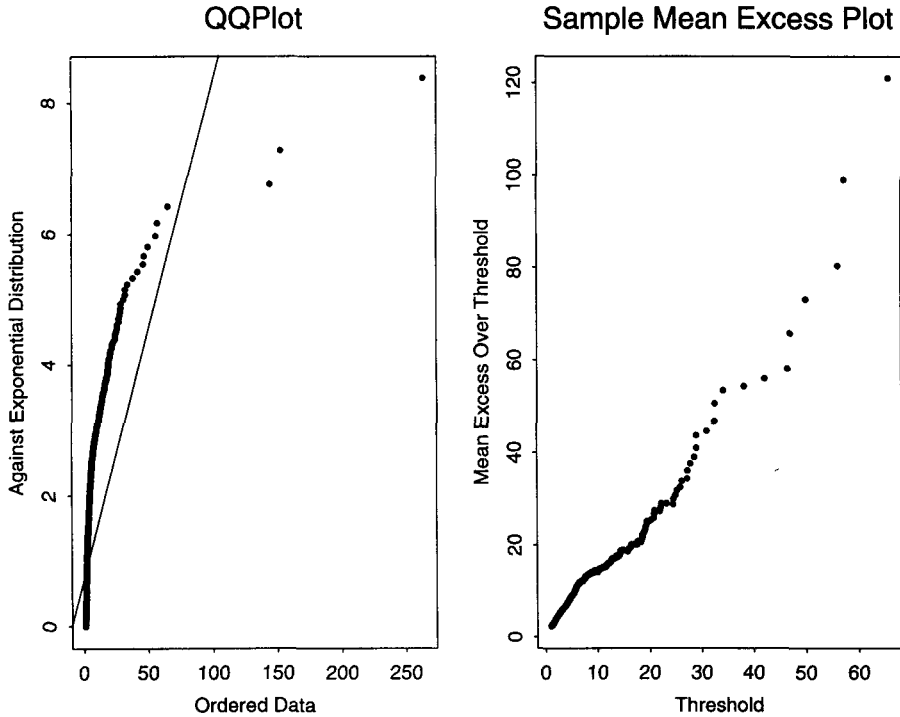 QQPlot
Against Exponential Distribution
8
6
4
2
0
0 50 100 150 200 250
Ordered Data
Sample Mean Excess Plot
Mean Excess Over Threshold
120
100
80
60
40
20
0
0 10 20 30 40 50 60
Threshold